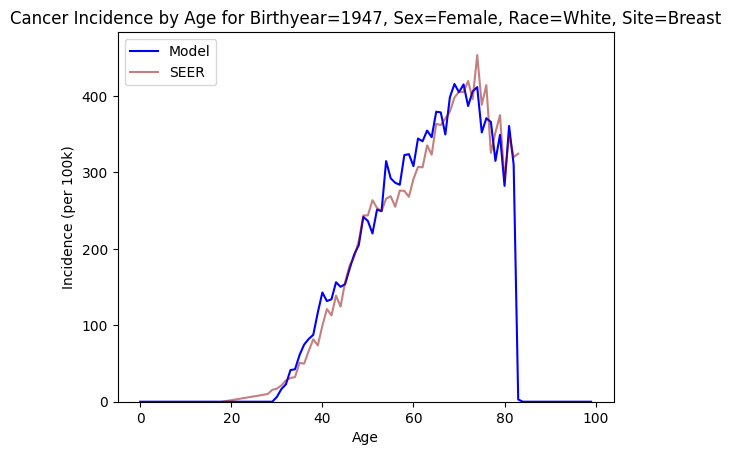 Cancer Incidence by Age for Birthyear=1947, Sex=Female, Race=White, Site=Breast
Model
SEER
Incidence (per 100k)
400
300
200
100
0
0 20 40 60 80 100
Age